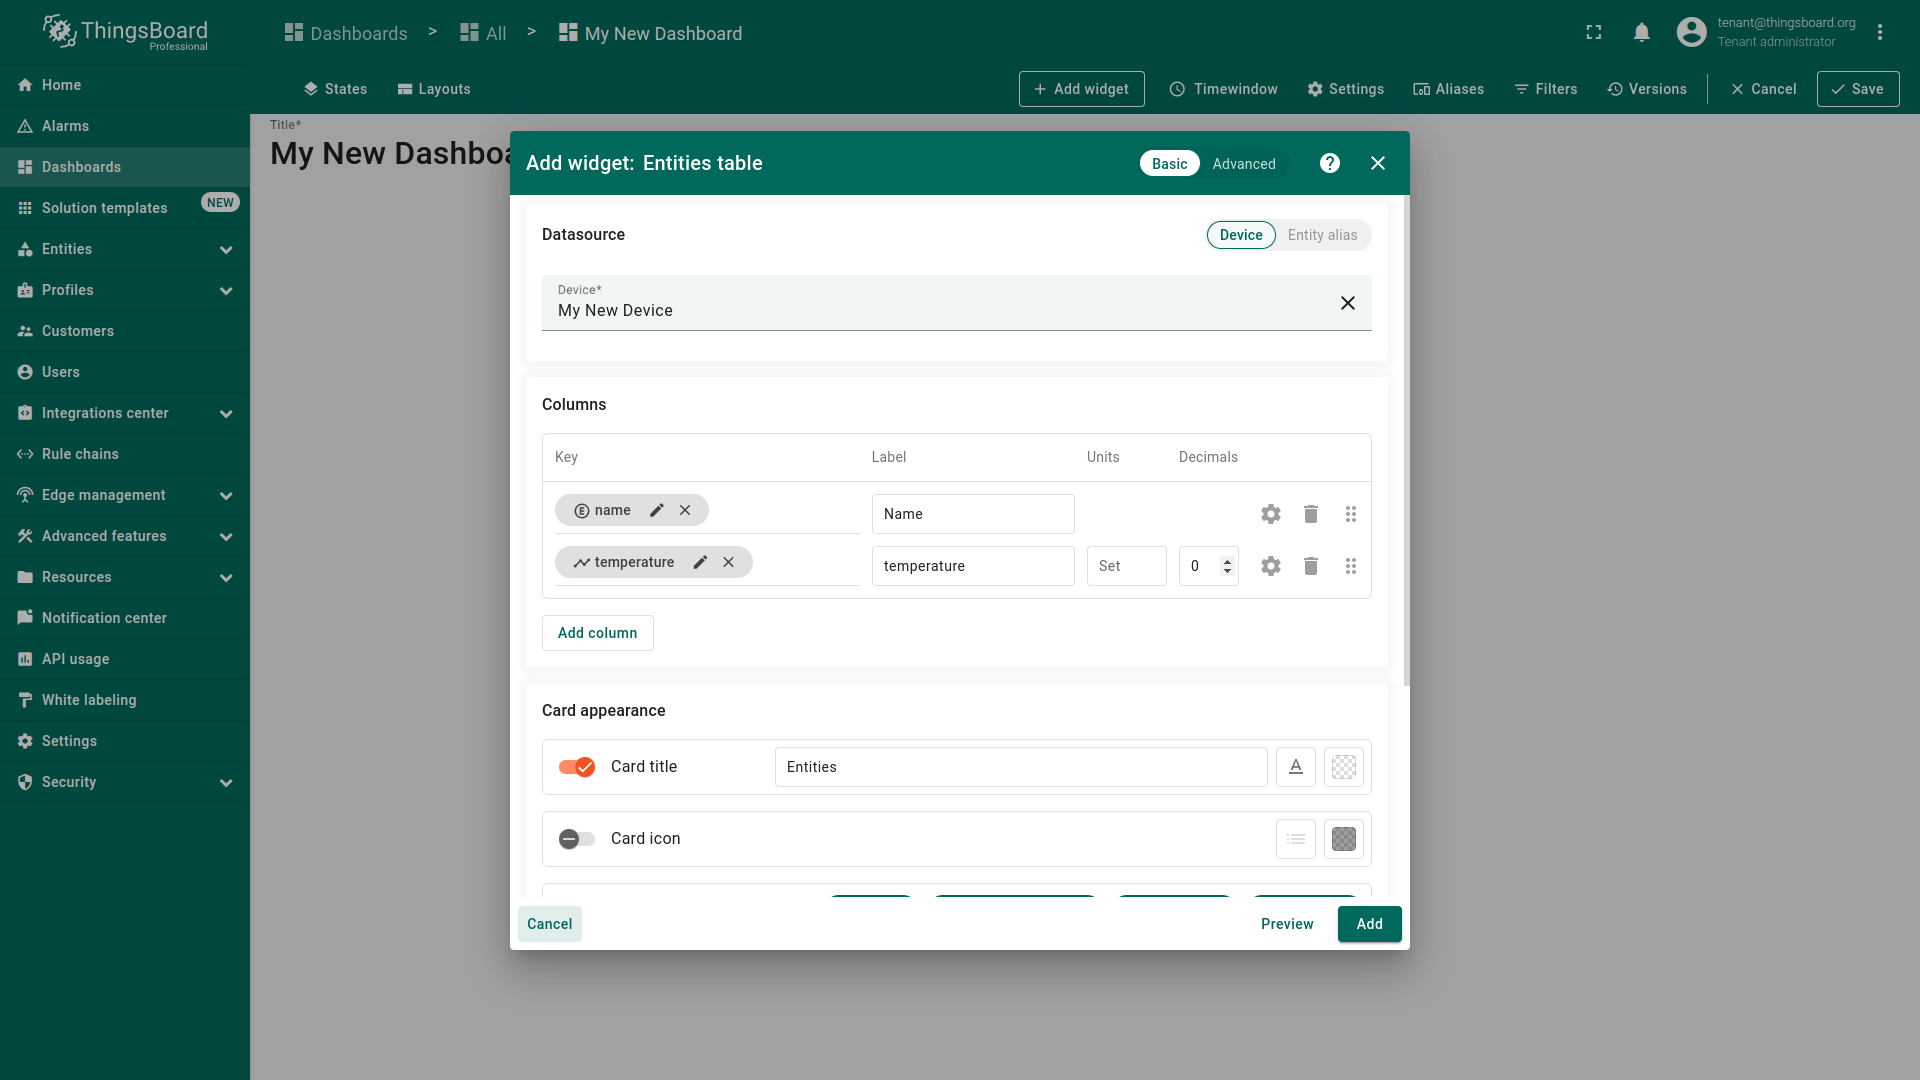 ThingsBoard
Professional
Dashboards > All > My New Dashboard
tenant@thingsboard.org
Tenant administrator
States Layouts + Add widget Timewindow Settings Aliases Filters Versions Cancel Save
Home
Alarms
Dashboards
Solution templates NEW
Entities
Profiles
Customers
Users
Integrations center
Rule chains
Edge management
Advanced features
Resources
Notification center
API usage
White labeling
Settings
Security
Title*
My New Dashboa
Add widget: Entities table Basic Advanced ?
Datasource Device Entity alias
Device*
My New Device
Columns
Key Label Units Decimals
E name Name
temperature temperature Set 0
Add column
Card appearance
Card title Entities A
Card icon
Cancel Preview Add